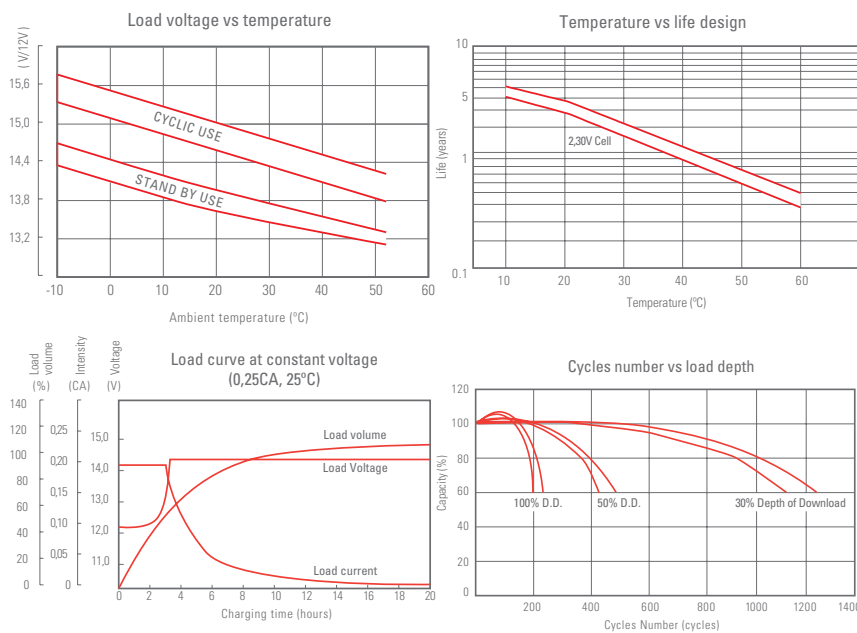 Load voltage vs temperature
( V/12V)
15,6
15,0
14,4
13,8
13,2
CYCLIC USE
STAND BY USE
-10 0 10 20 30 40 50 60
Ambient temperature (ºC)
Temperature vs life design
Life (years)
10
5
1
0.1
2,30V Cell
10 20 30 40 50 60
Temperature (ºC)
Load curve at constant voltage
(0,25CA, 25ºC)
Load
volume
(%)
Intensity
(CA)
Voltage
(V)
140
120
100
80
60
40
20
0
0,25
0,20
0,15
0,10
0,05
0
15,0
14,0
13,0
12,0
11,0
Load volume
Load Voltage
Load current
0 2 4 6 8 10 12 14 16 18 20
Charging time (hours)
Cycles number vs load depth
Capacity (%)
120
100
80
60
40
20
0
100% D.D.
50% D.D.
30% Depth of Download
200 400 600 800 1000 1200 1400
Cycles Number (cycles)